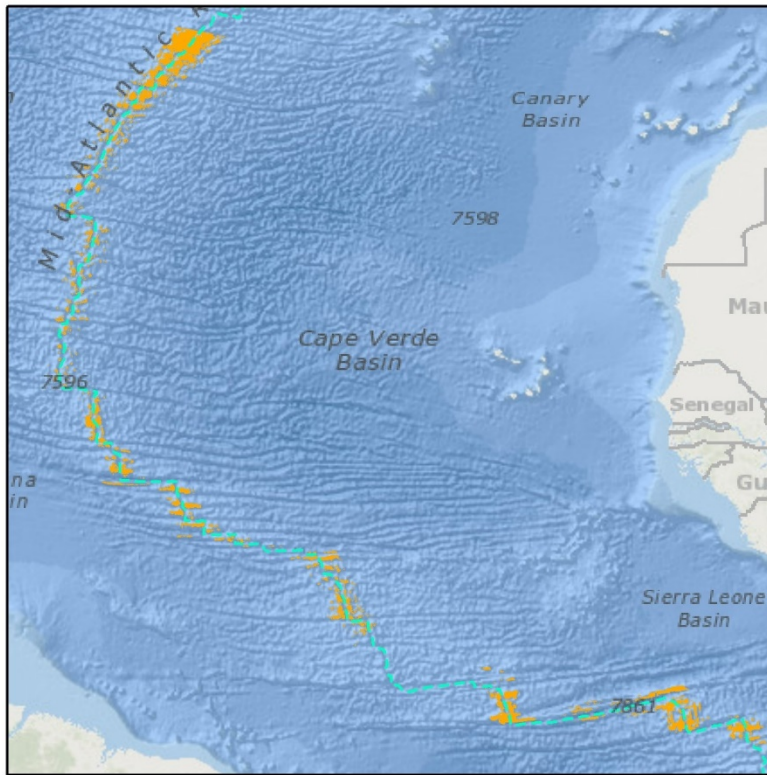 Mid-Atlantic
Canary
Basin
7598
Mau
Cape Verde
Basin
7596
Senegal
na
in
Gu
Sierra Leone
Basin
7861